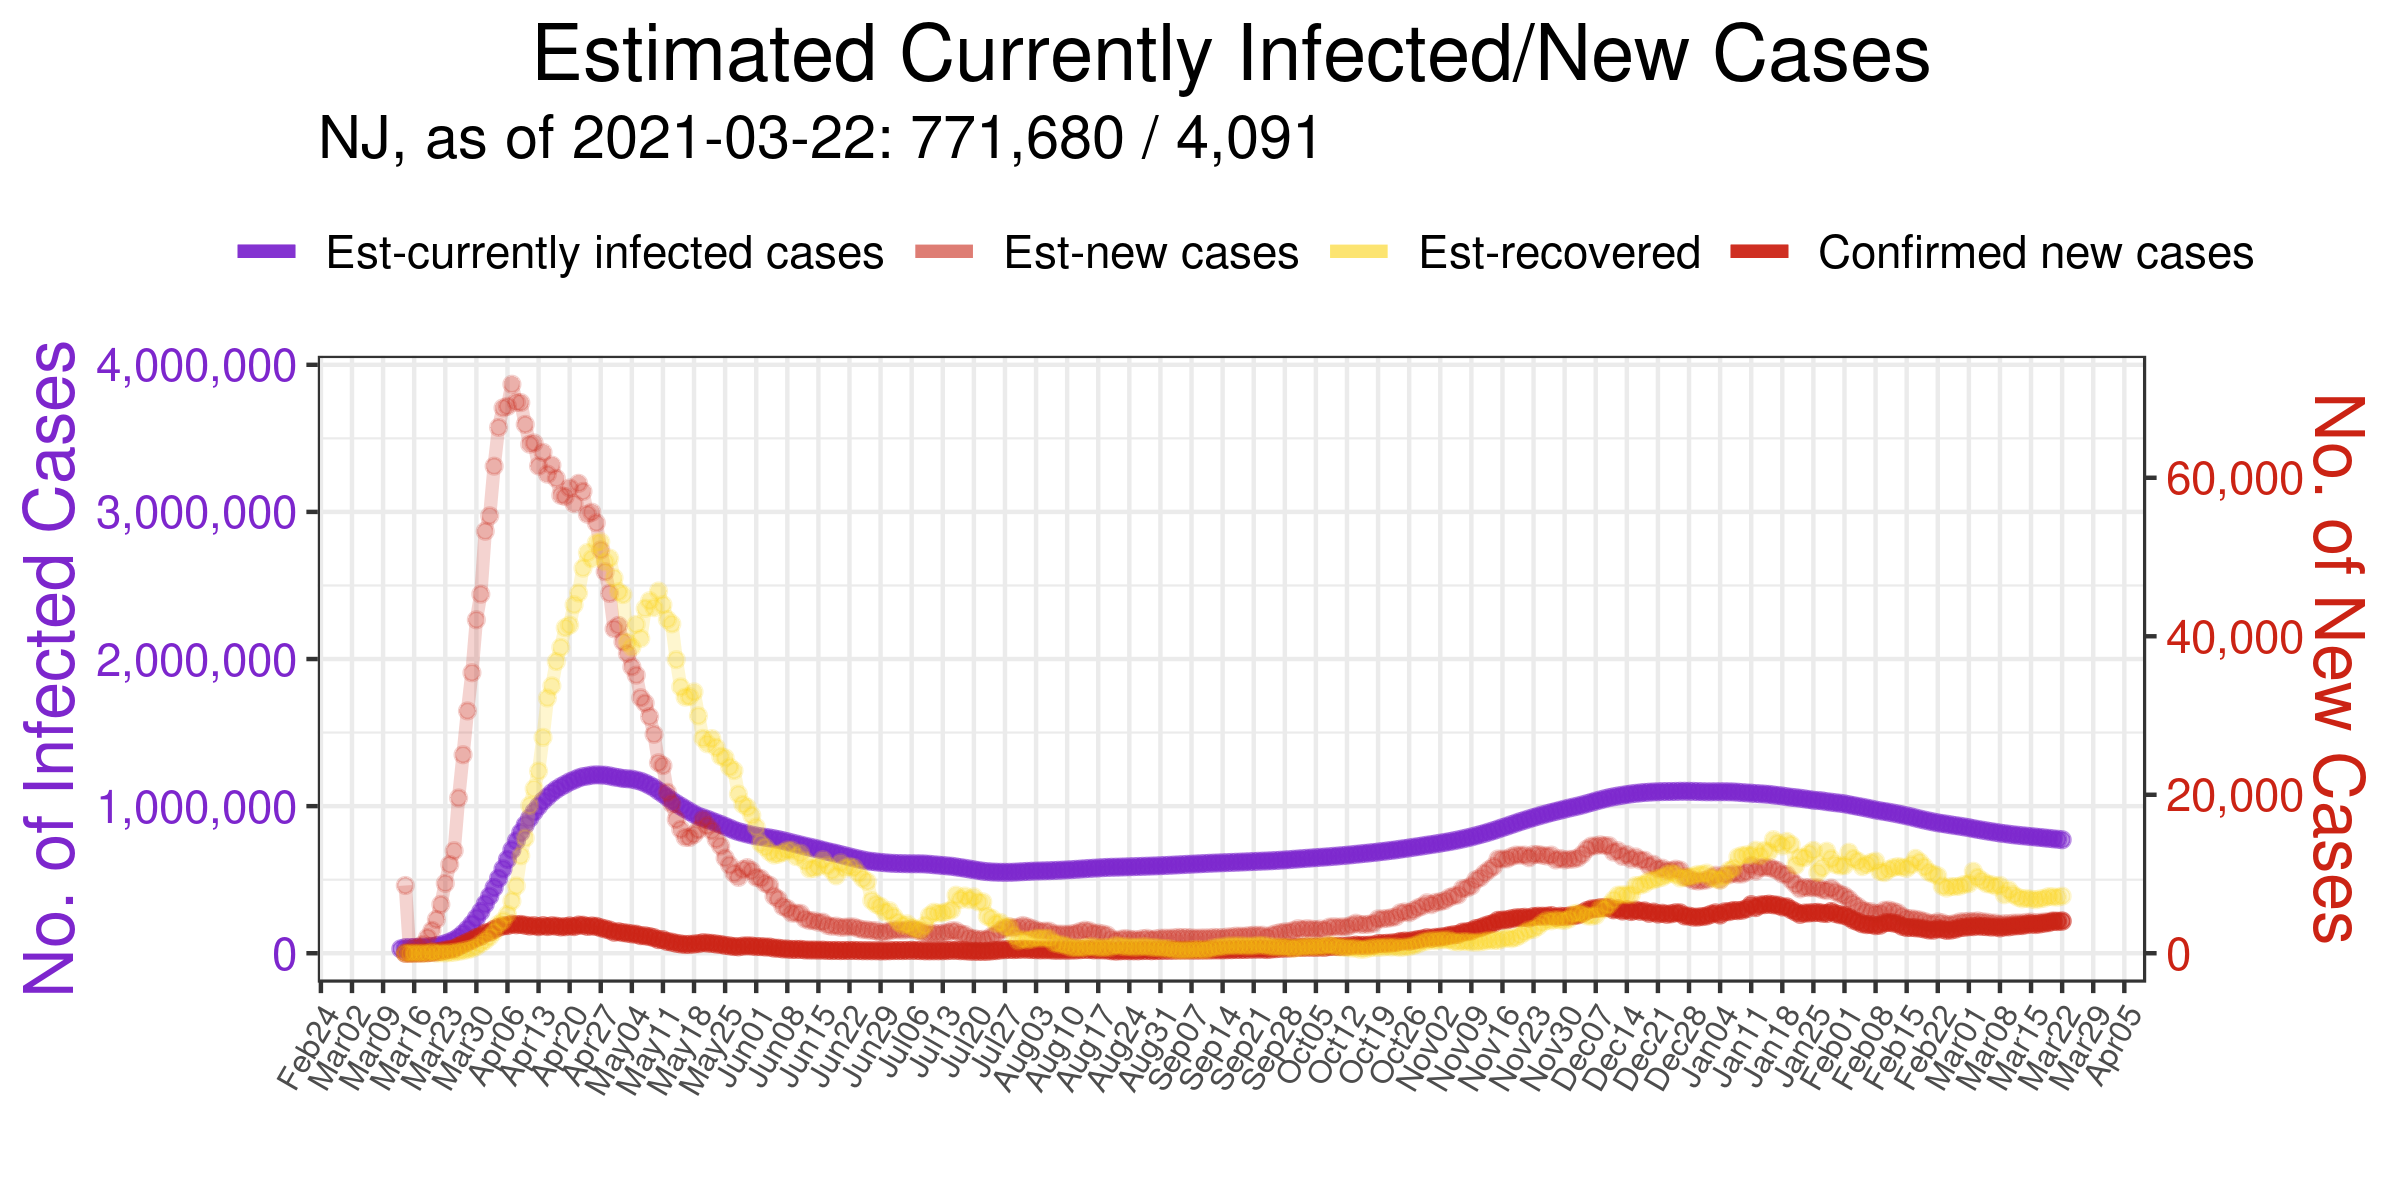 Estimated Currently Infected/New Cases
NJ, as of 2021-03-22: 771,680 / 4,091
Est-currently infected cases Est-new cases Est-recovered Confirmed new cases
No. of Infected Cases
4,000,000
3,000,000
2,000,000
1,000,000
0
60,000
40,000
20,000
0
No. of New Cases
Feb24 Mar02 Mar09 Mar16 Mar23 Mar30 Apr06 Apr13 Apr20 Apr27 May04 May11 May18 May25 Jun01 Jun08 Jun15 Jun22 Jun29 Jul06 Jul13 Jul20 Jul27 Aug03 Aug10 Aug17 Aug24 Aug31 Sep07 Sep14 Sep21 Sep28 Oct05 Oct12 Oct19 Oct26 Nov02 Nov09 Nov16 Nov23 Nov30 Dec07 Dec14 Dec21 Dec28 Jan04 Jan11 Jan18 Jan25 Feb01 Feb08 Feb15 Feb22 Mar01 Mar08 Mar15 Mar22 Mar29 Apr05